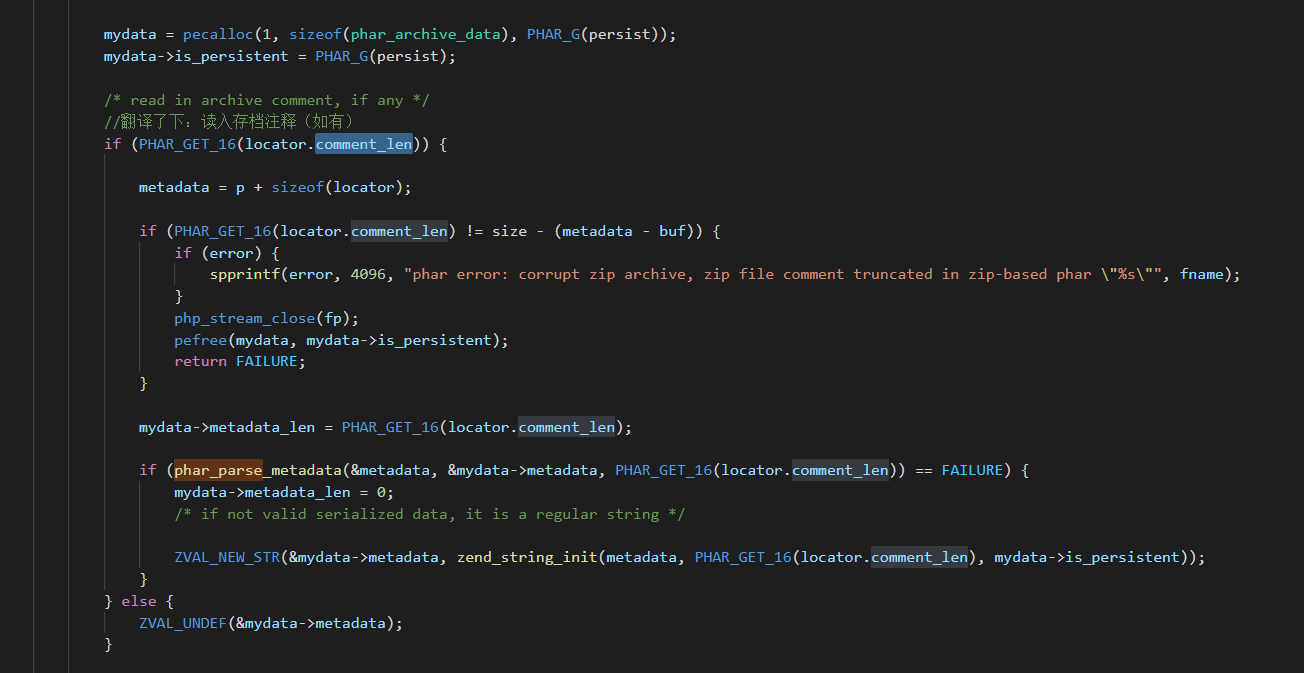 mydata = pecalloc(1, sizeof(phar_archive_data), PHAR_G(persist));
mydata->is_persistent = PHAR_G(persist);
/* read in archive comment, if any */
//翻译了下：读入存档注释（如有）
if (PHAR_GET_16(locator.comment_len)) {
metadata = p + sizeof(locator);
if (PHAR_GET_16(locator.comment_len) != size - (metadata - buf)) {
if (error) {
spprintf(error, 4096, "phar error: corrupt zip archive, zip file comment truncated in zip-based phar \"%s\"", fname);
}
php_stream_close(fp);
pefree(mydata, mydata->is_persistent);
return FAILURE;
}
mydata->metadata_len = PHAR_GET_16(locator.comment_len);
if (phar_parse_metadata(&metadata, &mydata->metadata, PHAR_GET_16(locator.comment_len)) == FAILURE) {
mydata->metadata_len = 0;
/* if not valid serialized data, it is a regular string */
ZVAL_NEW_STR(&mydata->metadata, zend_string_init(metadata, PHAR_GET_16(locator.comment_len), mydata->is_persistent));
}
} else {
ZVAL_UNDEF(&mydata->metadata);
}